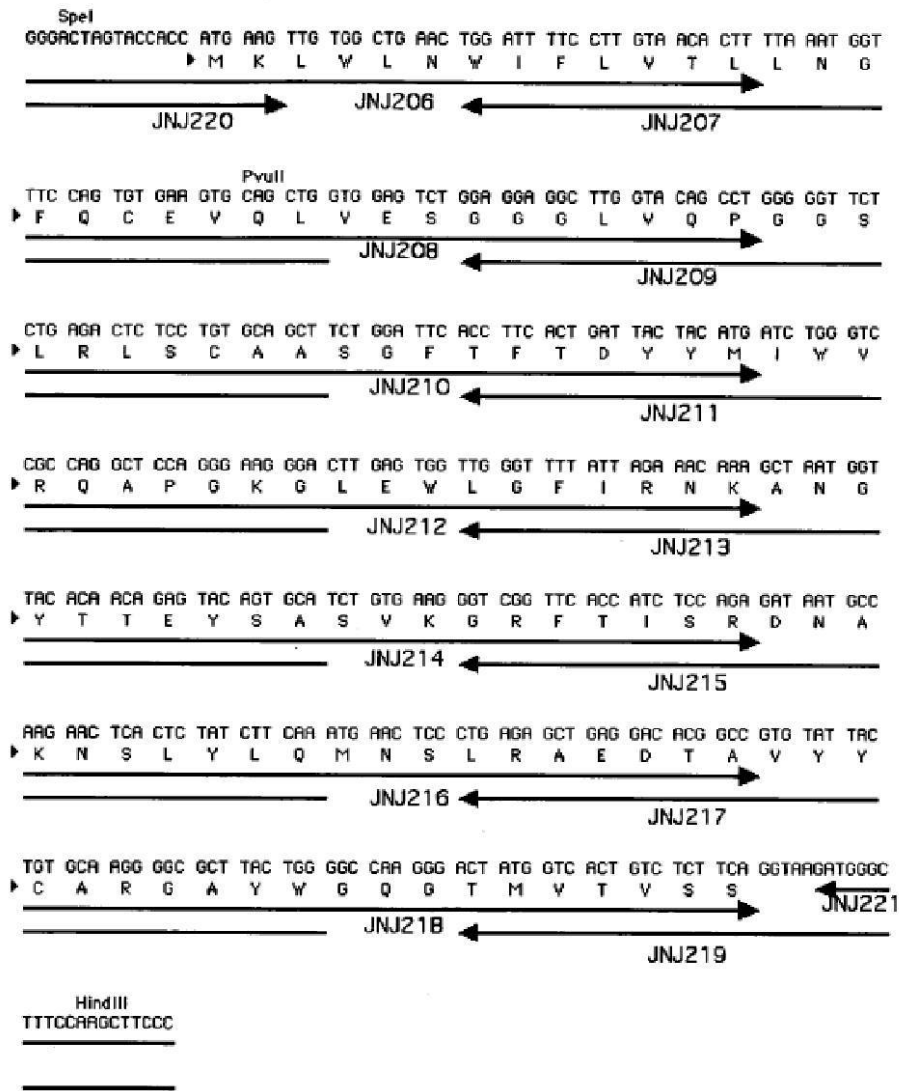 SpeI
GGGACTAGTACCACC ATG AAG TTG TGG CTG AAC TGG ATT TTC CTT GTA ACA CTT TTA AAT GGT
M K L W L N W I F L V T L L N G
JNJ206
JNJ220 JNJ207
PvuII
TTC CAG TGT GAA GTG CAG CTG GTG GAG TCT GGA GGA GGC TTG GTA CAG CCT GGG GGT TCT
F Q C E V Q L V E S G G G L V Q P G G S
JNJ208
JNJ209
CTG AGA CTC TCC TGT GCA GCT TCT GGA TTC ACC TTC ACT GAT TAC TAC ATG ATC TGG GTC
L R L S C A A S G F T F T D Y Y M I W V
JNJ210
JNJ211
CGC CAG GCT CCA GGG AAG GGA CTT GAG TGG TTG GGT TTT ATT AGA AAC AAA GCT AAT GGT
R Q A P G K G L E W L G F I R N K A N G
JNJ212
JNJ213
TAC ACA ACA GAG TAC AGT GCA TCT GTG AAG GGT CGG TTC ACC ATC TCC AGA GAT AAT GCC
Y T T E Y S A S V K G R F T I S R D N A
JNJ214
JNJ215
AAG AAC TCA CTC TAT CTT CAA ATG AAC TCC CTG AGA GCT GAG GAC ACG GCC GTG TAT TAC
K N S L Y L Q M N S L R A E D T A V Y Y
JNJ216
JNJ217
TGT GCA AGG GGC GCT TAC TGG GGC CAA GGG ACT ATG GTC ACT GTC TCT TCA GGTAAGATGGGC
C A R G A Y W G Q G T M V T V S S
JNJ221
JNJ218
JNJ219
HindIII
TTTCCAAGCTTCCC